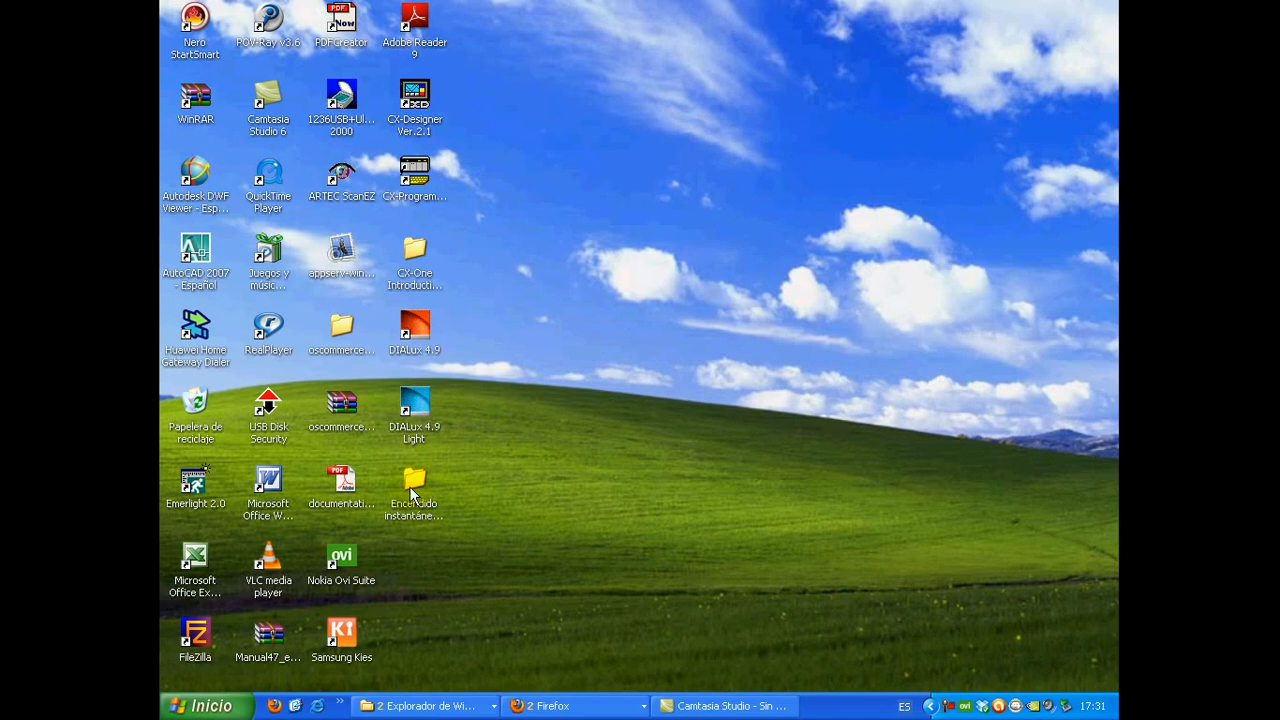 Nero
StartSmart
POV-Ray v3.6
PDFCreator
Adobe Reader
9
WinRAR
Camtasia
Studio 6
1236USB+Ul...
2000
CX-Designer
Ver.2.1
Autodesk DWF
Viewer - Esp...
QuickTime
Player
ARTEC ScanEZ
CX-Program...
AutoCAD 2007
- Español
Juegos y
music...
appserv-win...
CX-One
Introducti...
Huawei Home
Gateway Dialer
RealPlayer
oscommerce...
DIALux 4.9
Papelera de
reciclaje
USB Disk
Security
oscommerce...
DIALux 4.9
Light
Emerlight 2.0
Microsoft
Office W...
documentati...
Encendido
instantáne...
Microsoft
Office Ex...
VLC media
player
ovi
Nokia Ovi Suite
FileZilla
Manual47_e...
Ki
Samsung Kies
Inicio
2 Explorador de Wi...
2 Firefox
Camtasia Studio - Sin ...
ES
ovi
17:31